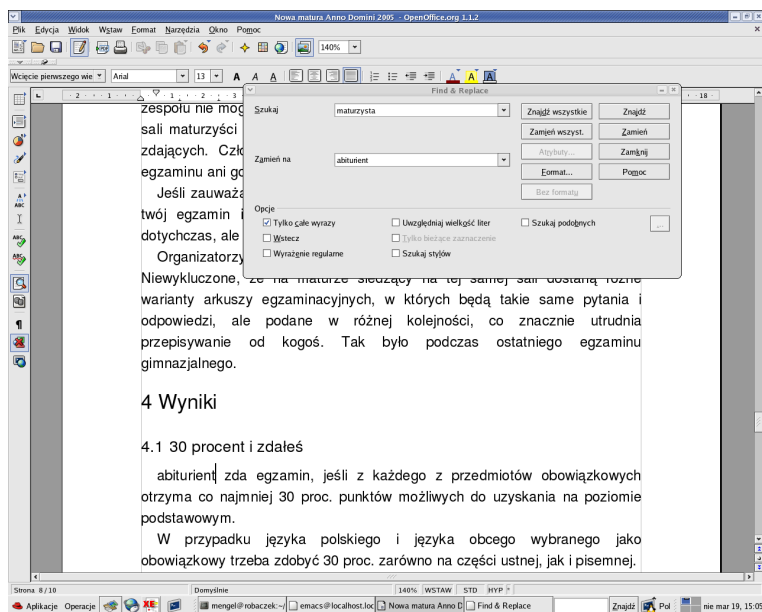 Nowa matura Anno Domini 2005 - OpenOffice.org 1.1.2
Plik Edycja Widok Wstaw Format Narzędzia Okno Pomoc
140%
Wcięcie pierwszego wie Arial 13 A A A A A A
Find & Replace
Szukaj maturzysta Znajdź wszystkie Znajdź
Zamień wszyst. Zamień
Zamień na abiturient Atrybuty... Zamknij
Format... Pomoc
Bez formatu
Opcje
Tylko całe wyrazy Uwzględniaj wielkość liter Szukaj podobnych ...
Wstecz Tylko bieżące zaznaczenie
Wyrażenie regularne Szukaj stylów
zespołu nie mog
sali maturzyści
zdających. Czło
egzaminu ani go
Jeśli zauważa
twój egzamin i
dotychczas, ale
Organizatorzy
Niewykluczone, że na maturze siedzący na tej samej sali dostaną różne
warianty arkuszy egzaminacyjnych, w których będą takie same pytania i
odpowiedzi, ale podane w różnej kolejności, co znacznie utrudnia
przepisywanie od kogoś. Tak było podczas ostatniego egzaminu
gimnazjalnego.
4 Wyniki
4.1 30 procent i zdałeś
abiturient zda egzamin, jeśli z każdego z przedmiotów obowiązkowych
otrzyma co najmniej 30 proc. punktów możliwych do uzyskania na poziomie
podstawowym.
W przypadku języka polskiego i języka obcego wybranego jako
obowiązkowy trzeba zdobyć 30 proc. zarówno na części ustnej, jak i pisemnej.
Strona 8/10 Domyślnie 140% WSTAW STD HYP *
Aplikacje Operacje XE mengel@robaczek:~/ emacs@localhost.loc Nowa matura Anno D Find & Replace Znajdź Pol nie mar 19, 15:05